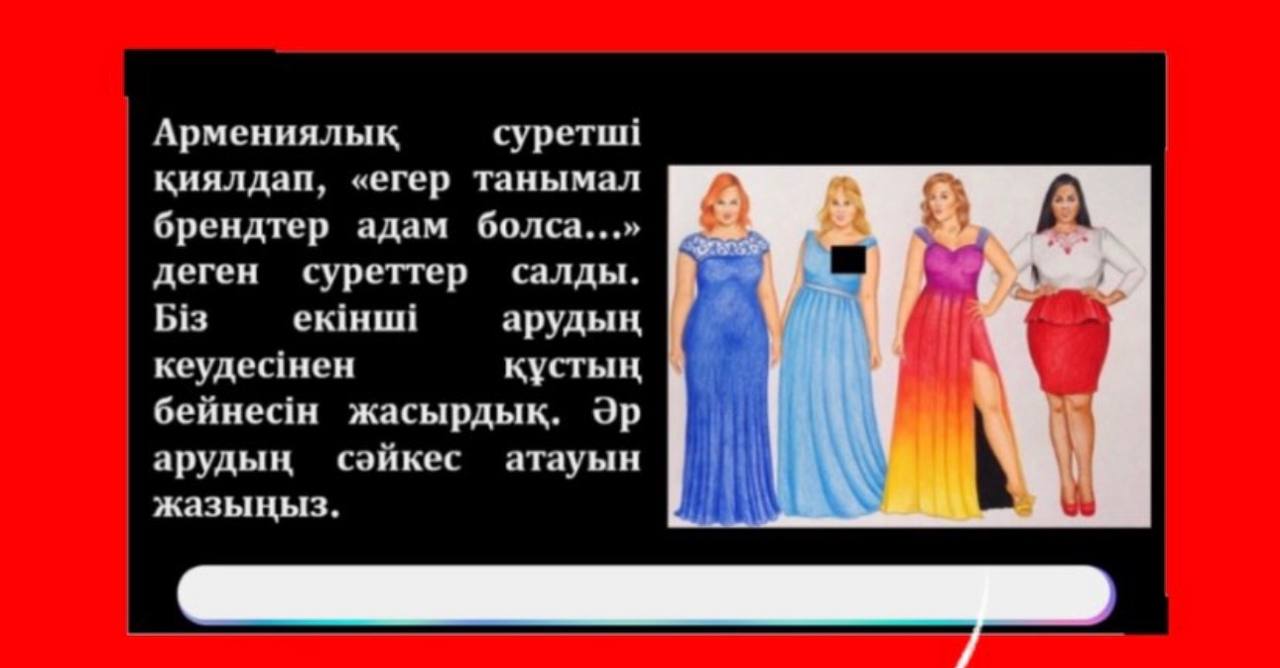 Армениялық суретші
қиялдап, «егер танымал
брендтер адам болса...»
деген суреттер салды.
Біз екінші арудың
кеудесінен құстың
бейнесін жасырдық. Әр
арудың сәйкес атауын
жазыңыз.